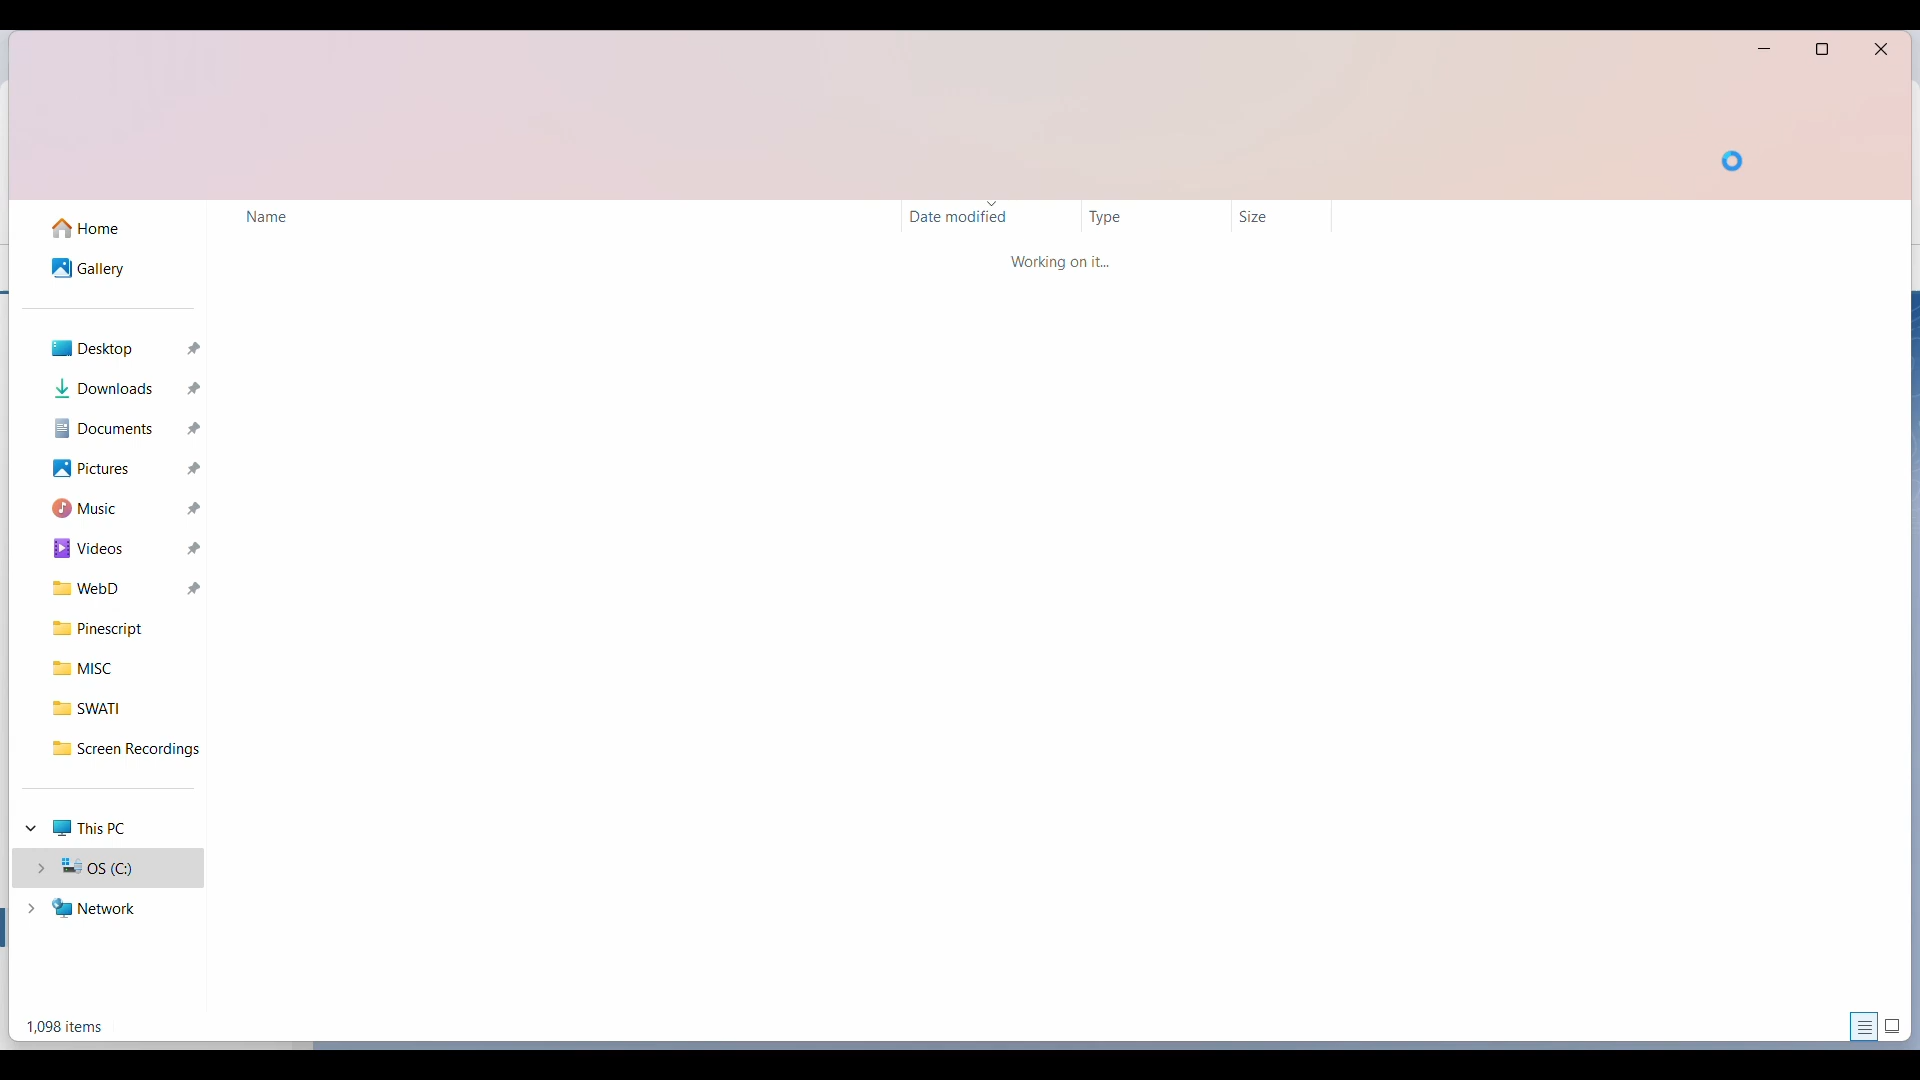 Name
Date modified
Type
Size
Working on it...
Home
Gallery
Desktop
Downloads
Documents
Pictures
Music
Videos
WebD
Pinescript
MISC
SWATI
Screen Recordings
This PC
OS (C:)
Network
1,098 items